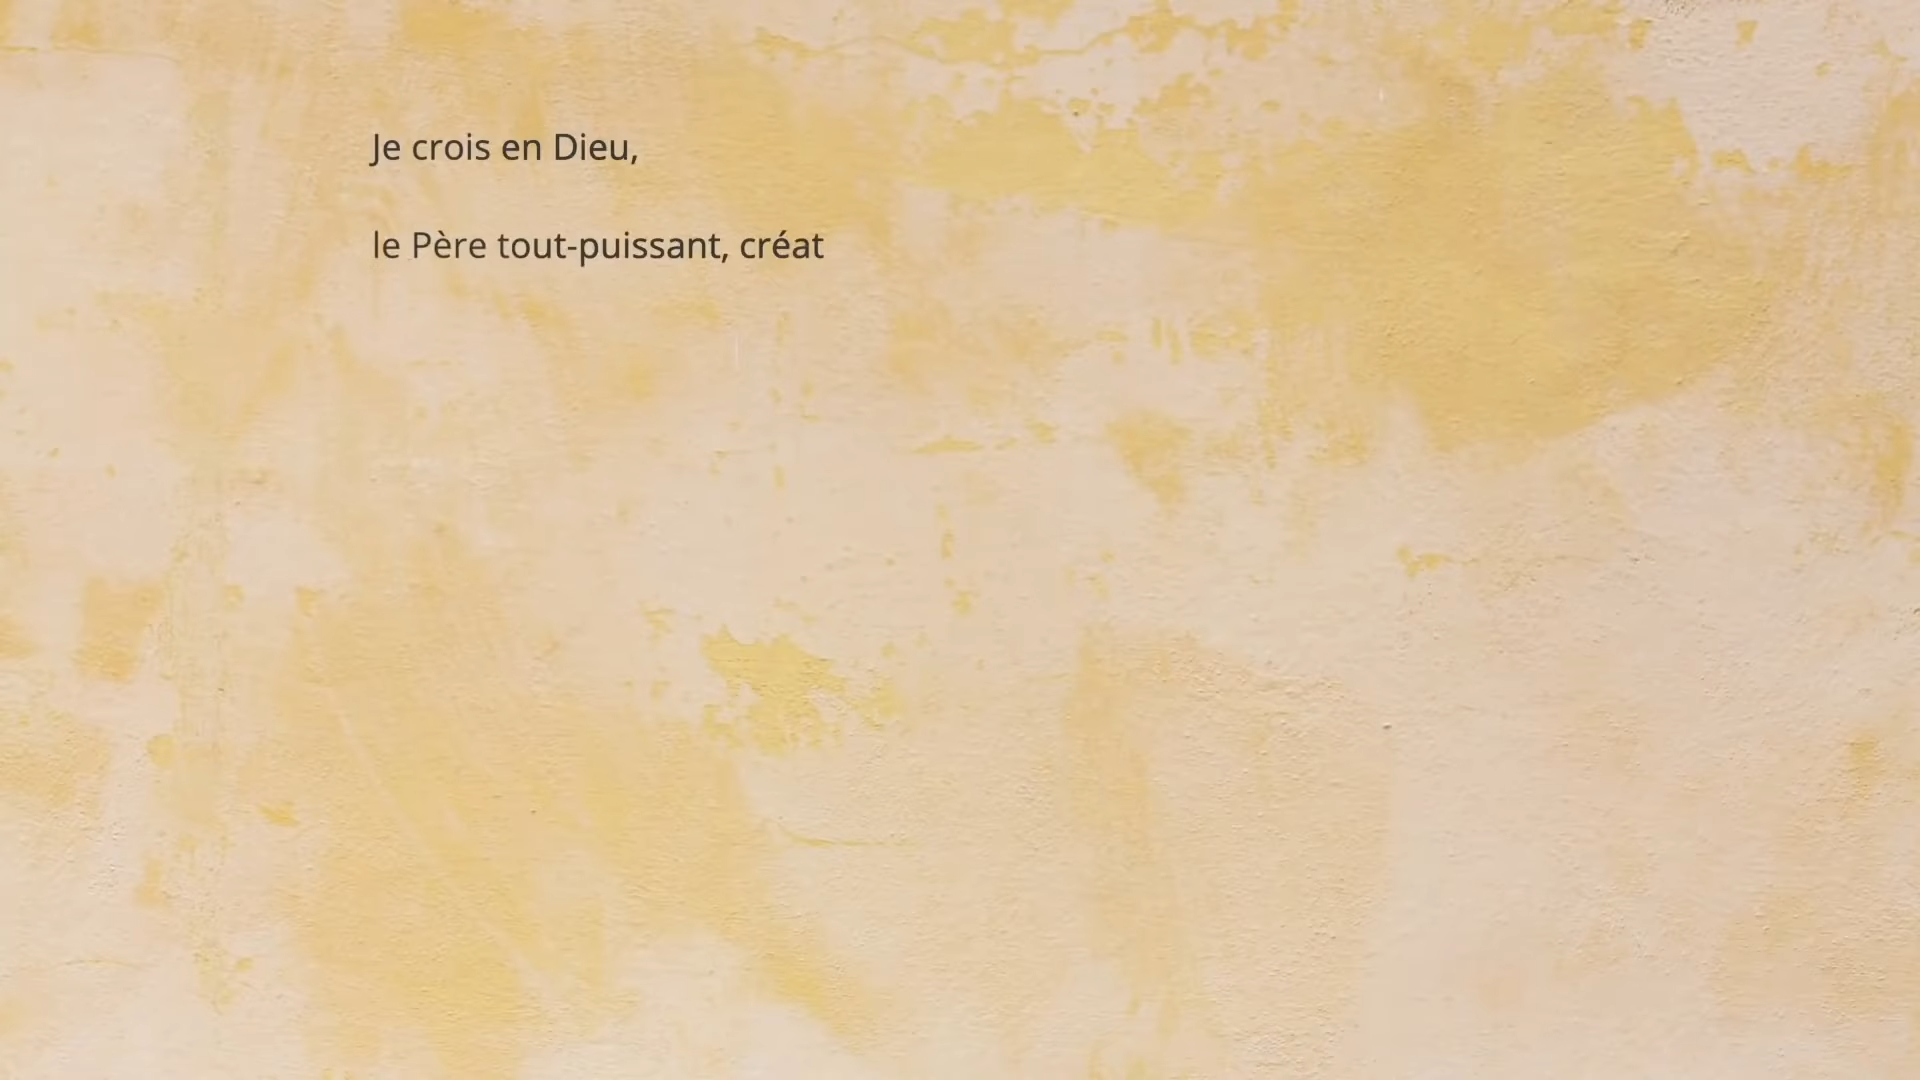 Je crois en Dieu,
le Père tout-puissant, créat